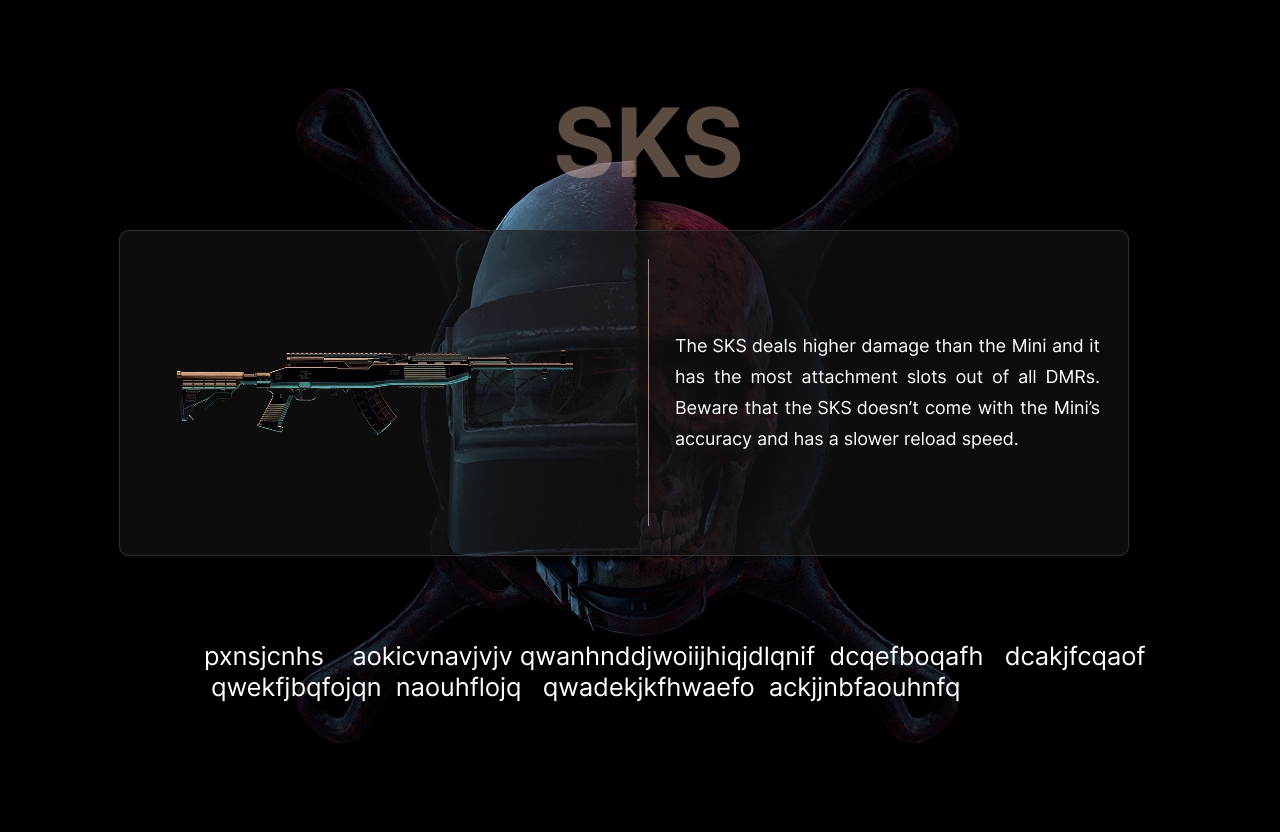 SKS
The SKS deals higher damage than the Mini and it
has the most attachment slots out of all DMRs.
Beware that the SKS doesn’t come with the Mini’s
accuracy and has a slower reload speed.
pxnsjcnhs aokicvnavjvjv qwanhnddjwoiijhiqjdlqnif dcqefboqafh dcakjfcqaof
qwekfjbqfojqn naouhflojq qwadekjkfhwaefo ackjjnbfaouhnfq